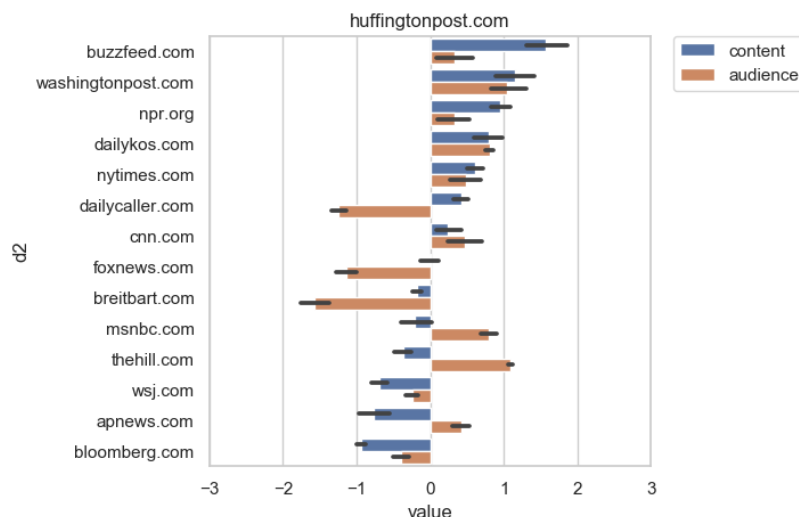 huffingtonpost.com
buzzfeed.com
washingtonpost.com
npr.org
dailykos.com
nytimes.com
dailycaller.com
cnn.com
foxnews.com
breitbart.com
msnbc.com
thehill.com
wsj.com
apnews.com
bloomberg.com
d2
−3 −2 −1 0 1 2 3
value
content
audience